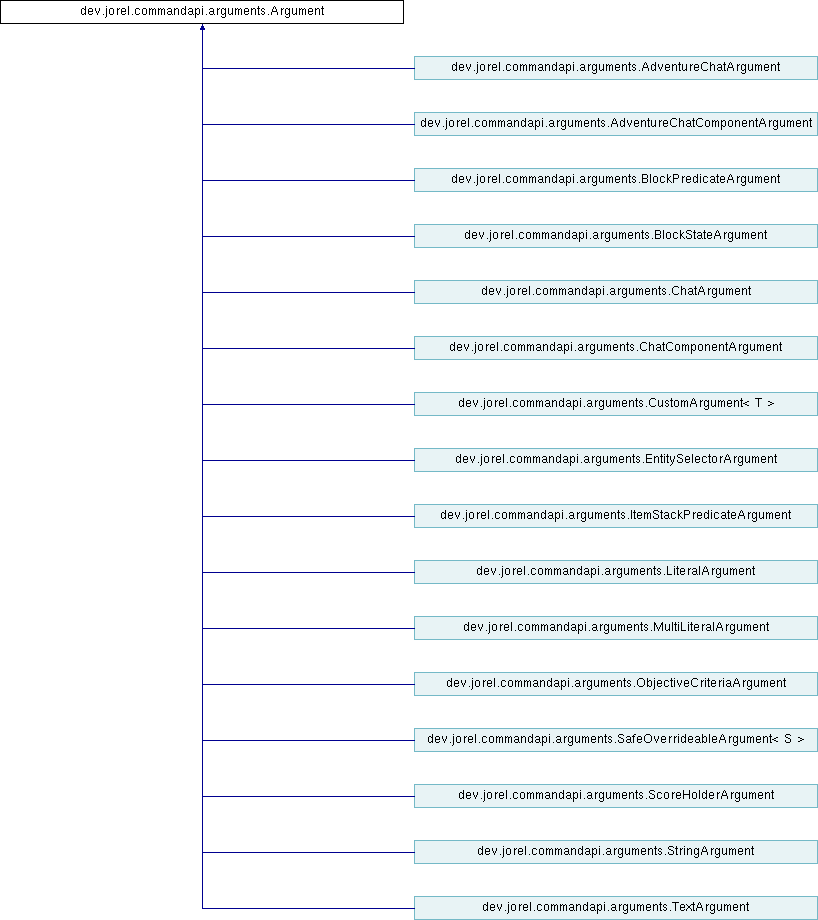 dev.jorel.commandapi.arguments.Argument
dev.jorel.commandapi.arguments.AdventureChatArgument
dev.jorel.commandapi.arguments.AdventureChatComponentArgument
dev.jorel.commandapi.arguments.BlockPredicateArgument
dev.jorel.commandapi.arguments.BlockStateArgument
dev.jorel.commandapi.arguments.ChatArgument
dev.jorel.commandapi.arguments.ChatComponentArgument
dev.jorel.commandapi.arguments.CustomArgument< T >
dev.jorel.commandapi.arguments.EntitySelectorArgument
dev.jorel.commandapi.arguments.ItemStackPredicateArgument
dev.jorel.commandapi.arguments.LiteralArgument
dev.jorel.commandapi.arguments.MultiLiteralArgument
dev.jorel.commandapi.arguments.ObjectiveCriteriaArgument
dev.jorel.commandapi.arguments.SafeOverrideableArgument< S >
dev.jorel.commandapi.arguments.ScoreHolderArgument
dev.jorel.commandapi.arguments.StringArgument
dev.jorel.commandapi.arguments.TextArgument